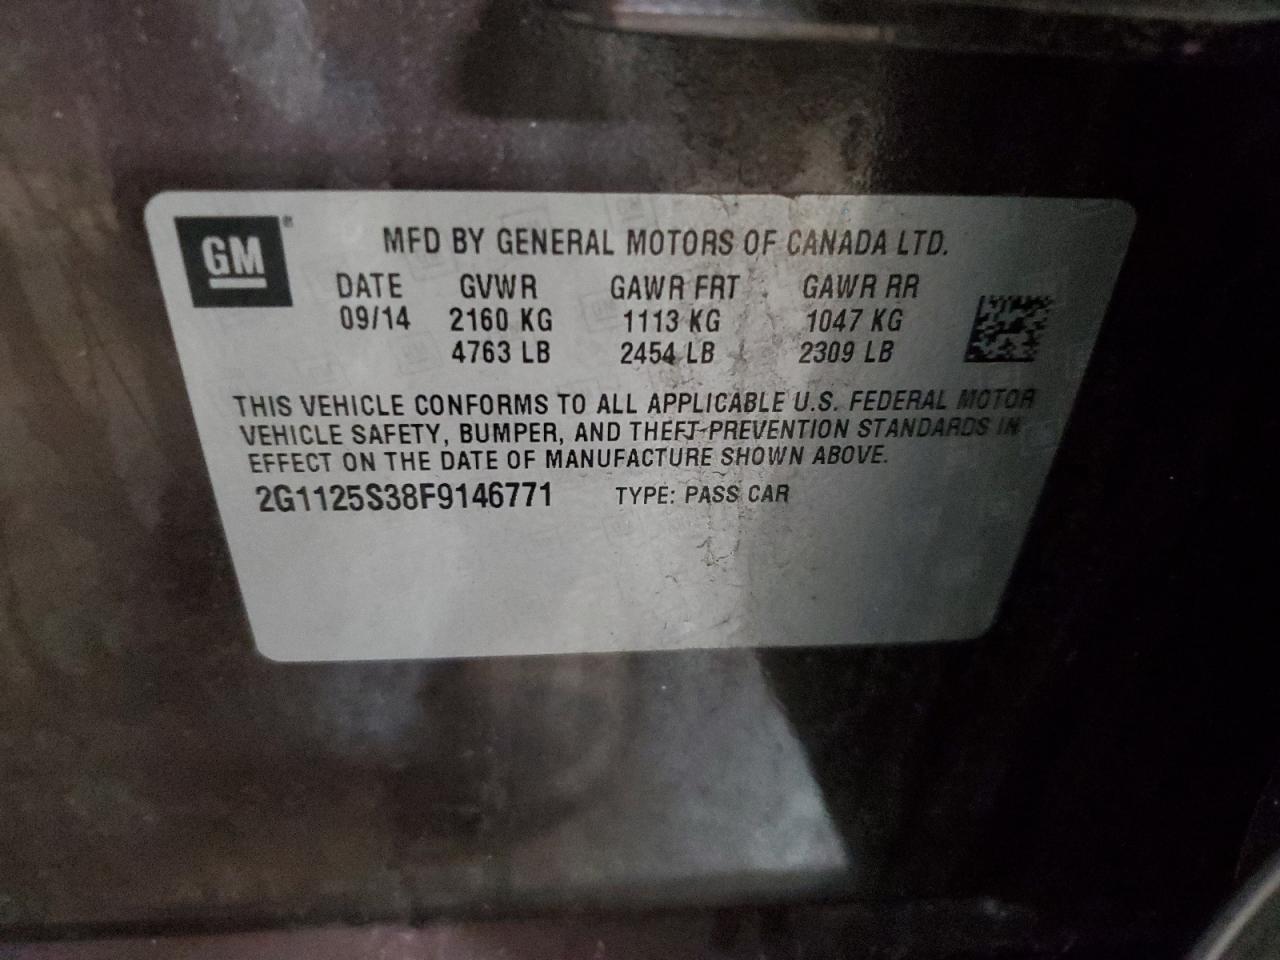 GM®
MFD BY GENERAL MOTORS OF CANADA LTD.
DATE GVWR GAWR FRT GAWR RR
09/14 2160 KG 1113 KG 1047 KG
4763 LB 2454 LB 2309 LB
THIS VEHICLE CONFORMS TO ALL APPLICABLE U.S. FEDERAL MOTOR
VEHICLE SAFETY, BUMPER, AND THEFT PREVENTION STANDARDS IN
EFFECT ON THE DATE OF MANUFACTURE SHOWN ABOVE.
2G1125S38F9146771 TYPE: PASS CAR